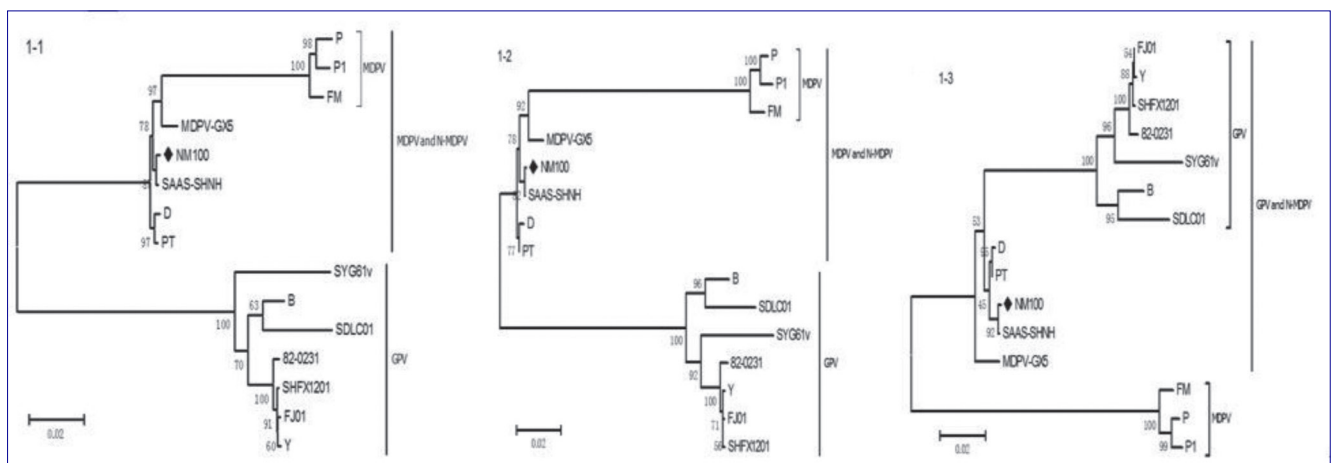 1-1
98
P
P1
100
FM
MDPV
97
MDPV-GX5
78
NM100
SAAS-SHNH
D
97
PT
MDPV and N-MDPV
SYG61v
63
B
SDLC01
100
70
82-0231
SHFX1201
100
FJ01
91
60
Y
GPV
0.02
1-2
P
100
P1
100
FM
MDPV
92
MDPV-GX5
78
NM100
SAAS-SHNH
D
77
PT
MDPV and N-MDPV
96
B
SDLC01
100
SYG61v
92
82-0231
Y
100
FJ01
71
SHFX1201
GPV
0.02
1-3
FJ01
88
Y
100
SHFX1201
96
82-0231
SYG61v
100
B
SDLC01
GPV
D
PT
NM100
92
SAAS-SHNH
MDPV-GX5
GPV and N-MDPV
FM
100
P
99
P1
MDPV
0.02